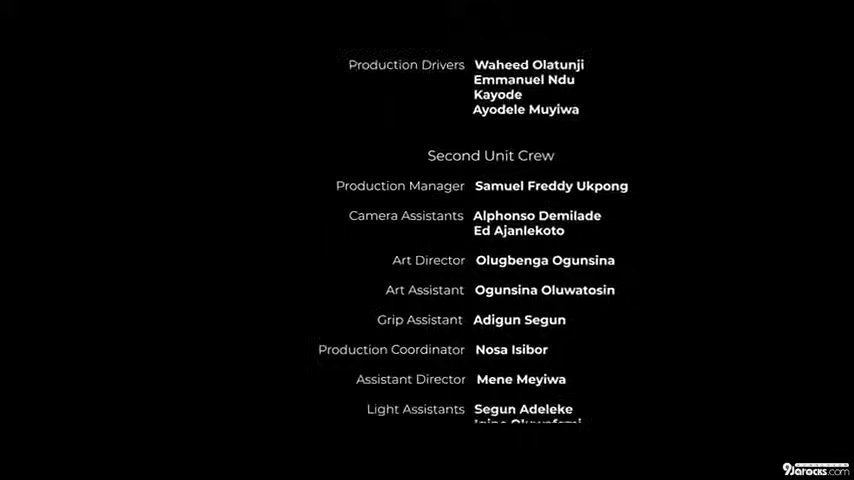 Production Drivers Waheed Olatunji
Emmanuel Ndu
Kayode
Ayodele Muyiwa
Second Unit Crew
Production Manager Samuel Freddy Ukpong
Camera Assistants Alphonso Demilade
Ed Ajanlekoto
Art Director Olugbenga Ogunsina
Art Assistant Ogunsina Oluwatosin
Grip Assistant Adigun Segun
Production Coordinator Nosa Isibor
Assistant Director Mene Meyiwa
Light Assistants Segun Adeleke
9jarocks.com